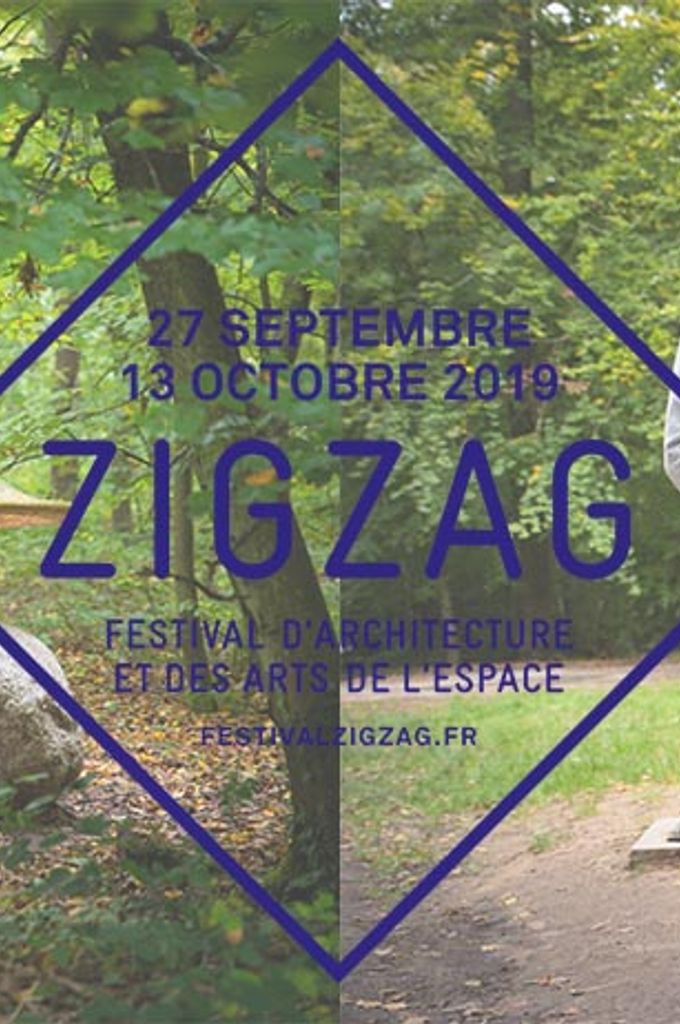 27 SEPTEMBRE
13 OCTOBRE 2019
ZIGZAG
FESTIVAL D'ARCHITECTURE
ET DES ARTS DE L'ESPACE
FESTIVALZIGZAG.FR